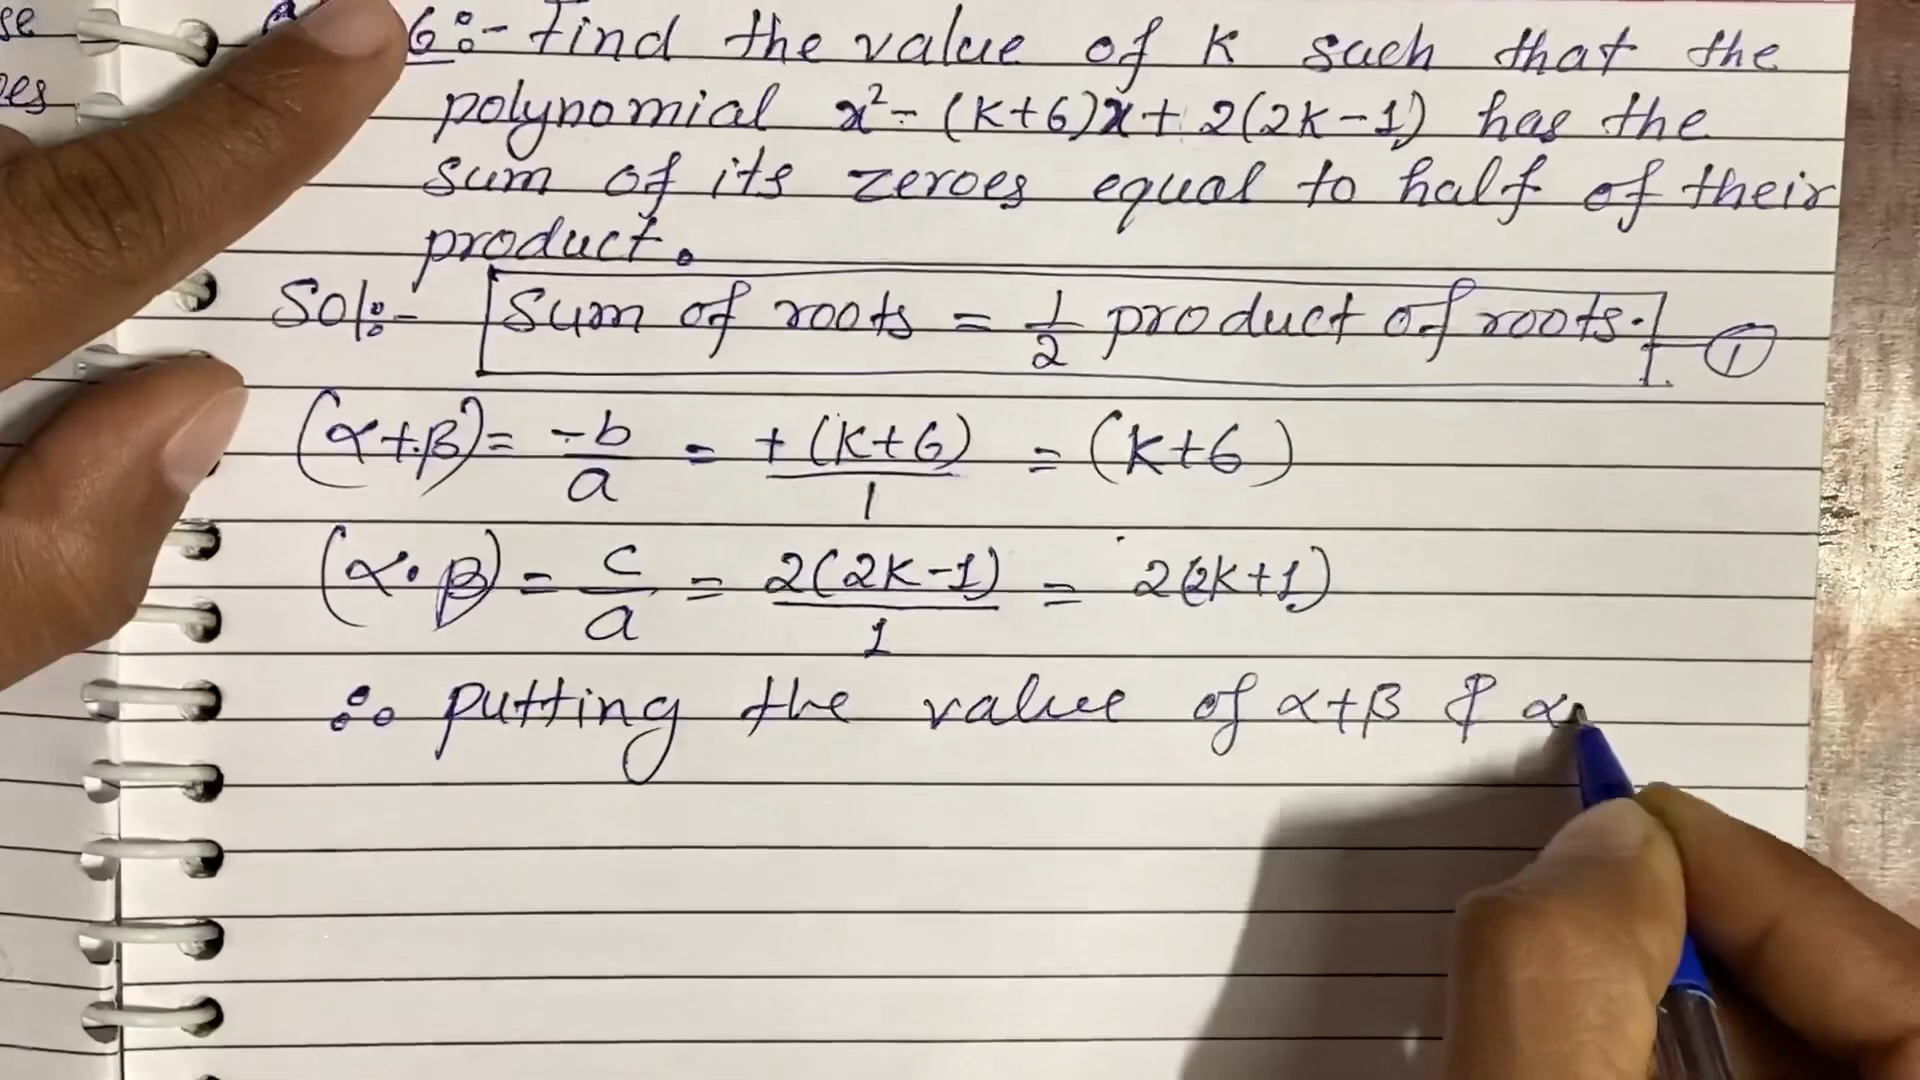 se
es
6:- Find the value of K such that the
polynomial x² - (K+6)x + 2(2K-1) has the
sum of its zeroes equal to half of their
product.
Sol:- Sum of roots = 1/2 product of roots. ①
(α+β) = -b/a = +(K+6)/1 = (K+6)
(α·β) = c/a = 2(2K-1)/1 = 2(2K+1)
∴ putting the value of α+β & α